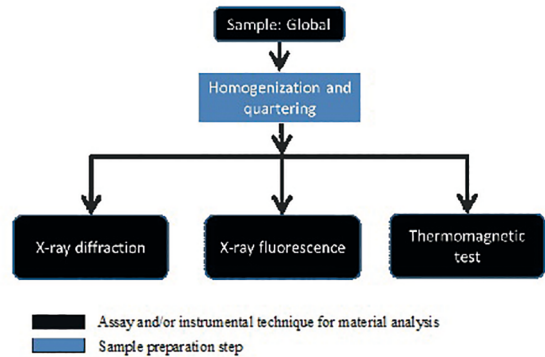 Sample: Global
Homogenization and
quartering
X-ray diffraction
X-ray fluorescence
Thermomagnetic
test
Assay and/or instrumental technique for material analysis
Sample preparation step